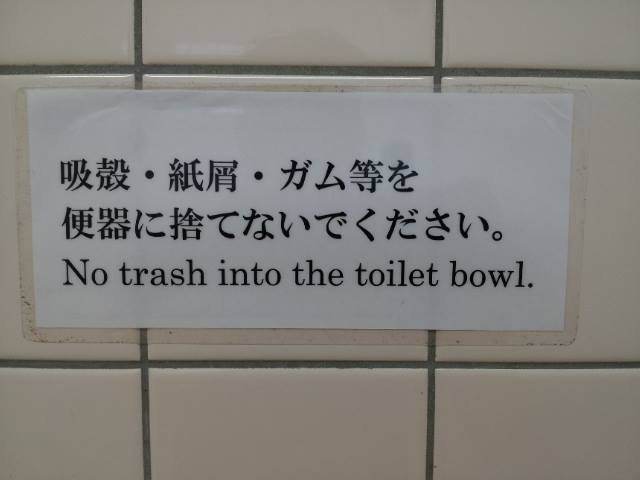 吸殻・紙屑・ガム等を
便器に捨てないでください。
No trash into the toilet bowl.